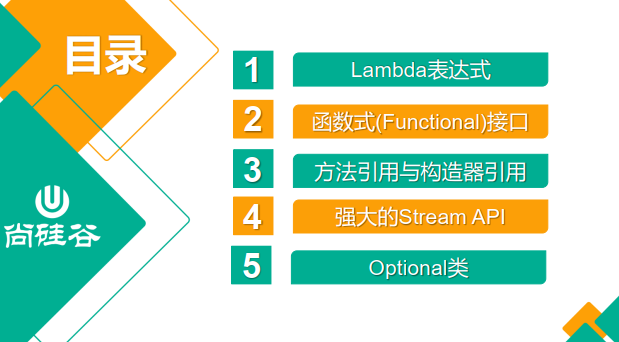 目录
1 Lambda表达式
2 函数式(Functional)接口
3 方法引用与构造器引用
4 强大的Stream API
5 Optional类
尚硅谷